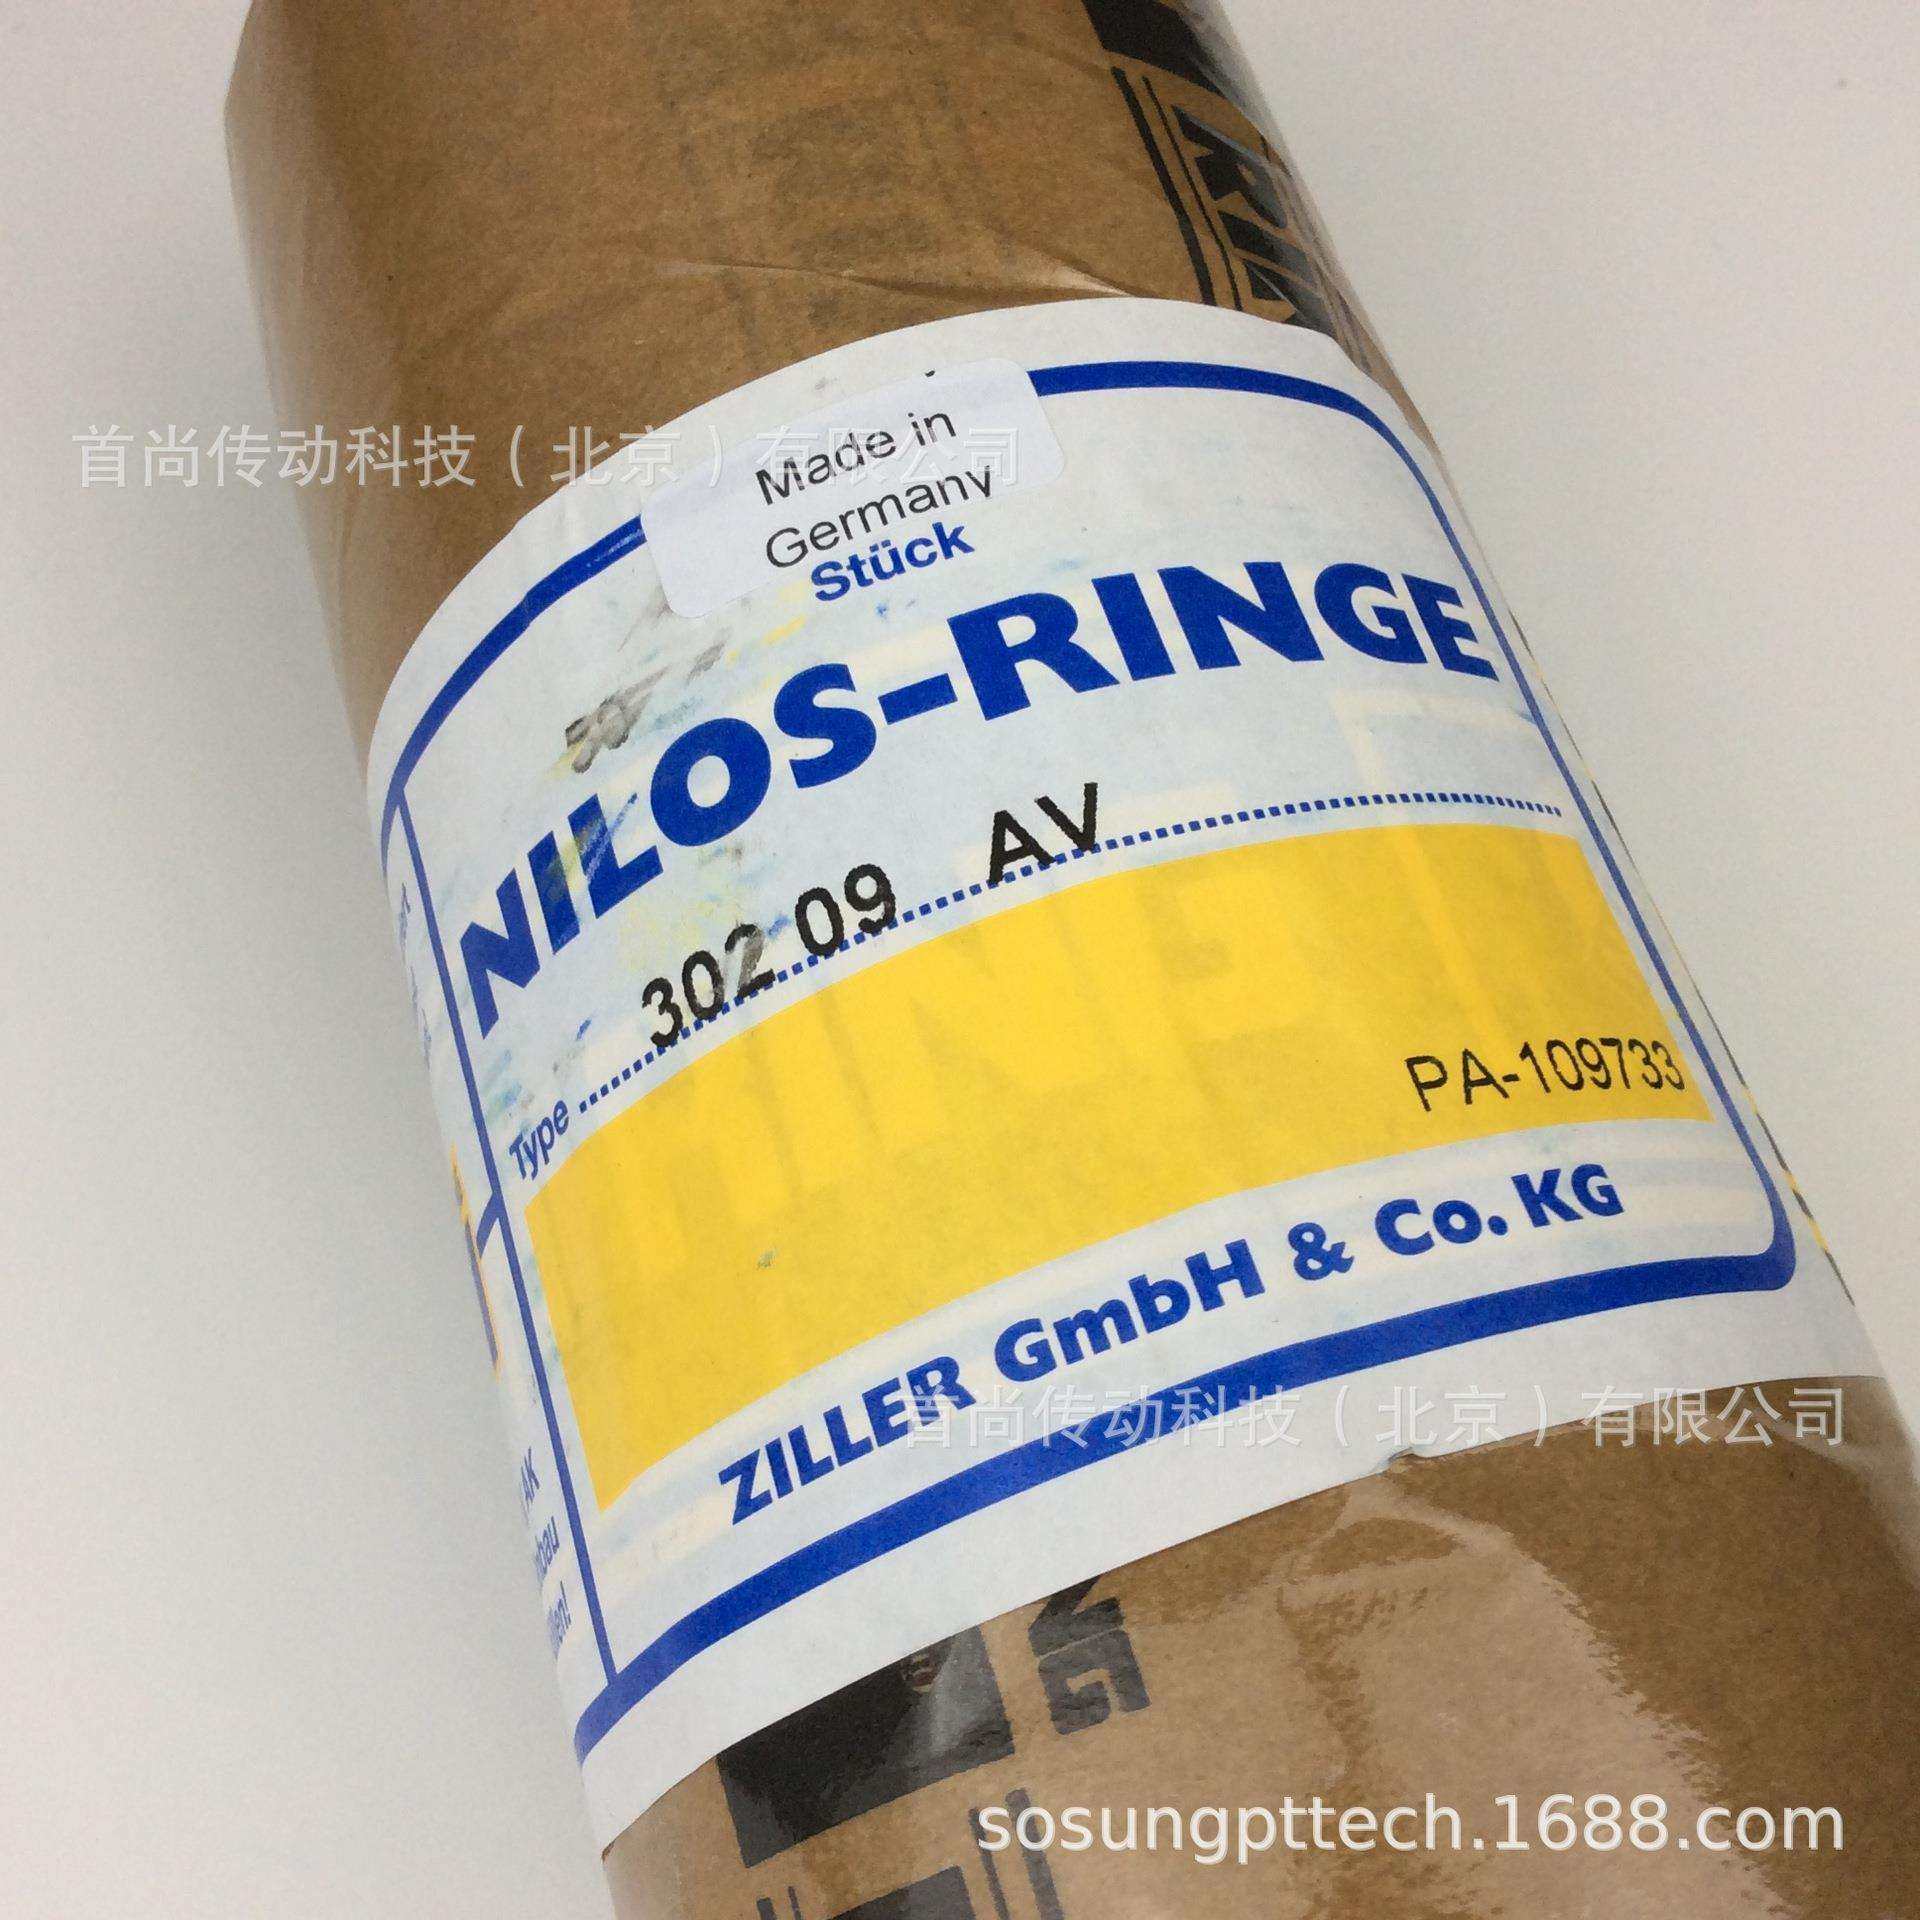 首尚传动科技（北京）有限公司
Made in
Germany
Stück
NILOS-RINGE
Type
302 09 AV
PA-109733
ZILLER GmbH & Co. KG
首尚传动科技（北京）有限公司
AK
sosungpttech.1688.com